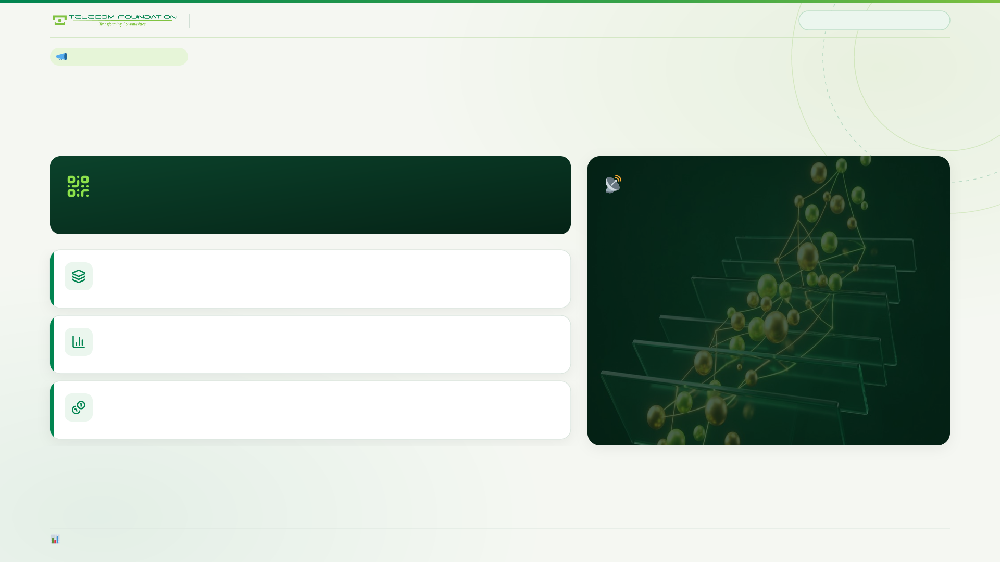 TELECOM FOUNDATION
Transforming Communities